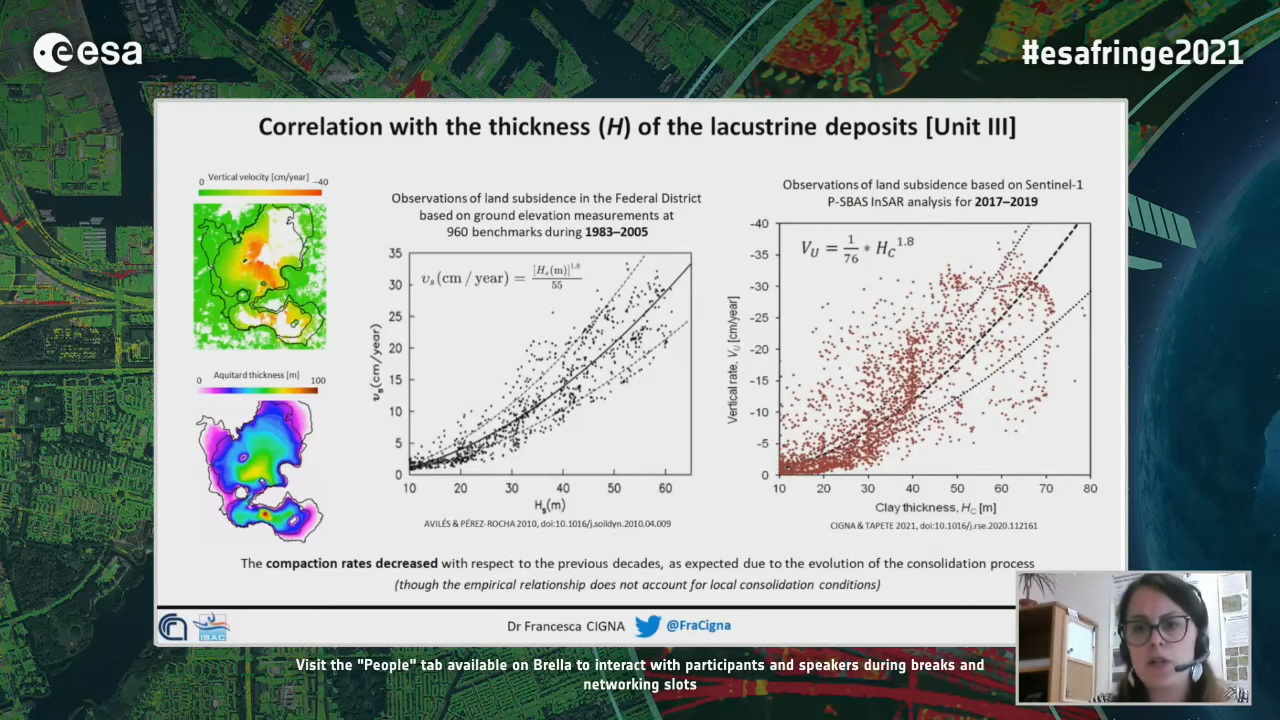 esa
#esafringe2021
Correlation with the thickness (H) of the lacustrine deposits [Unit III]
Vertical velocity [cm/year]
0
−40
Aquitard thickness [m]
0
100
Observations of land subsidence in the Federal District
based on ground elevation measurements at
960 benchmarks during 1983–2005
υs(cm / year) = [Hs(m)]^1.8 / 55
υs(cm/year)
35
30
25
20
15
10
5
0
10 20 30 40 50 60
Hs(m)
AVILÉS & PÉREZ-ROCHA 2010, doi:10.1016/j.soildyn.2010.04.009
Observations of land subsidence based on Sentinel-1
P-SBAS InSAR analysis for 2017–2019
VU = 1/76 * HC^1.8
Vertical rate, VU [cm/year]
-40
-35
-30
-25
-20
-15
-10
-5
0
10 20 30 40 50 60 70 80
Clay thickness, HC [m]
CIGNA & TAPETE 2021, doi:10.1016/j.rse.2020.112161
The compaction rates decreased with respect to the previous decades, as expected due to the evolution of the consolidation process
(though the empirical relationship does not account for local consolidation conditions)
ISAC
Dr Francesca CIGNA
@FraCigna
Visit the "People" tab available on Brella to interact with participants and speakers during breaks and
networking slots